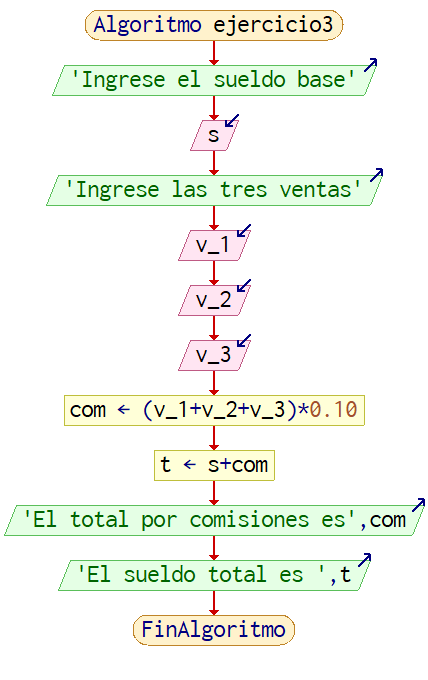 Algoritmo ejercicio3
'Ingrese el sueldo base'
s
'Ingrese las tres ventas'
v_1
v_2
v_3
com ← (v_1+v_2+v_3)*0.10
t ← s+com
'El total por comisiones es',com
'El sueldo total es ',t
FinAlgoritmo